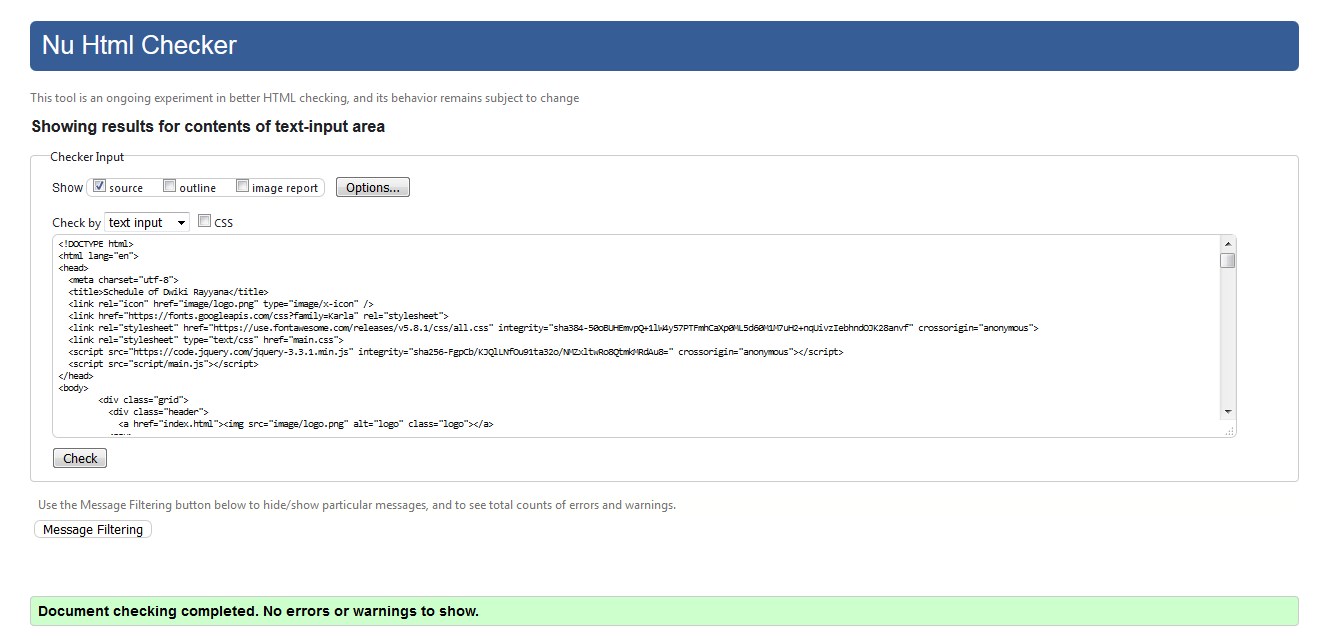 Nu Html Checker
This tool is an ongoing experiment in better HTML checking, and its behavior remains subject to change
Showing results for contents of text-input area
Checker Input
Show source outline image report Options...
Check by text input CSS
<!DOCTYPE html>
<html lang="en">
<head>
<meta charset="utf-8">
<title>Schedule of Dwiki Rayyana</title>
<link rel="icon" href="image/logo.png" type="image/x-icon" />
<link href="https://fonts.googleapis.com/css?family=Karla" rel="stylesheet">
<link rel="stylesheet" href="https://use.fontawesome.com/releases/v5.8.1/css/all.css" integrity="sha384-50oBUHEmvpQ+1lW4y57PTFmhCaXp0ML5d60M1M7uH2+nqUivzIebhndOJK28anvf" crossorigin="anonymous">
<link rel="stylesheet" type="text/css" href="main.css">
<script src="https://code.jquery.com/jquery-3.3.1.min.js" integrity="sha256-FgpCb/KJQlLNfOu91ta32o/NMZxltwRo8QtmkMRdAu8=" crossorigin="anonymous"></script>
<script src="script/main.js"></script>
</head>
<body>
<div class="grid">
<div class="header">
<a href="index.html"><img src="image/logo.png" alt="logo" class="logo"></a>
Check
Use the Message Filtering button below to hide/show particular messages, and to see total counts of errors and warnings.
Message Filtering
Document checking completed. No errors or warnings to show.